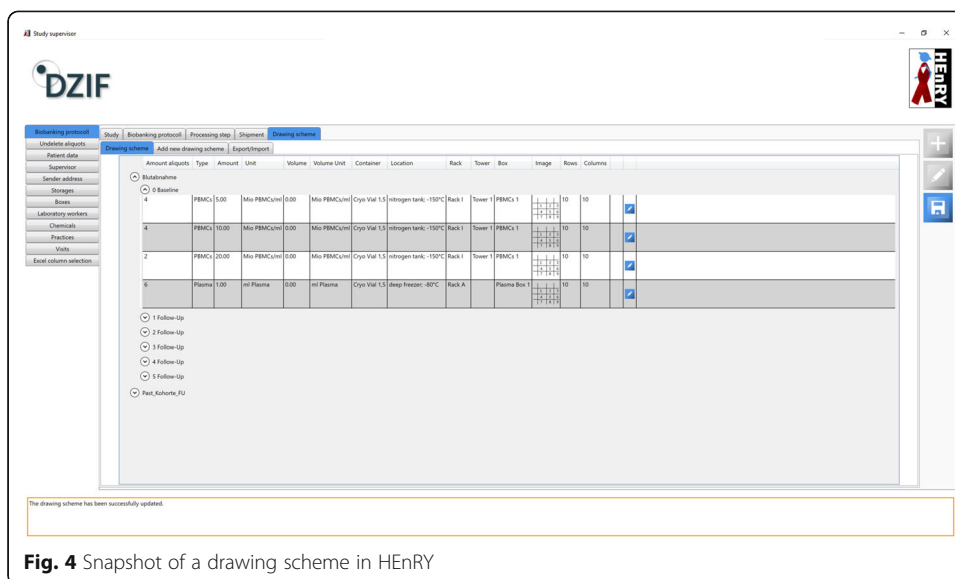 Study supervisor
DZIF
HEnRY
Biobanking protocoll
Undelete aliquots
Patient data
Supervisor
Sender address
Storages
Boxes
Laboratory workers
Chemicals
Practices
Visits
Excel column selection
Study Biobanking protocoll Processing step Shipment Drawing scheme
Drawing scheme Add new drawing scheme Export/Import
Amount aliquots Type Amount Unit Volume Volume Unit Container Location Rack Tower Box Image Rows Columns
Blutabnahme
0 Baseline
4 PBMCs 5.00 Mio PBMCs/ml 0.00 Mio PBMCs/ml Cryo Vial 1,5 nitrogen tank; -150°C Rack I Tower 1 PBMCs 1 10 10
4 PBMCs 10.00 Mio PBMCs/ml 0.00 Mio PBMCs/ml Cryo Vial 1,5 nitrogen tank; -150°C Rack I Tower 1 PBMCs 1 10 10
2 PBMCs 20.00 Mio PBMCs/ml 0.00 Mio PBMCs/ml Cryo Vial 1,5 nitrogen tank; -150°C Rack I Tower 1 PBMCs 1 10 10
6 Plasma 1.00 ml Plasma 0.00 ml Plasma Cryo Vial 1,5 deep freezer; -80°C Rack A Plasma Box 1 10 10
1 Follow-Up
2 Follow-Up
3 Follow-Up
4 Follow-Up
5 Follow-Up
Past_Kohorte_FU
The drawing scheme has been successfully updated.
Fig. 4 Snapshot of a drawing scheme in HEnRY